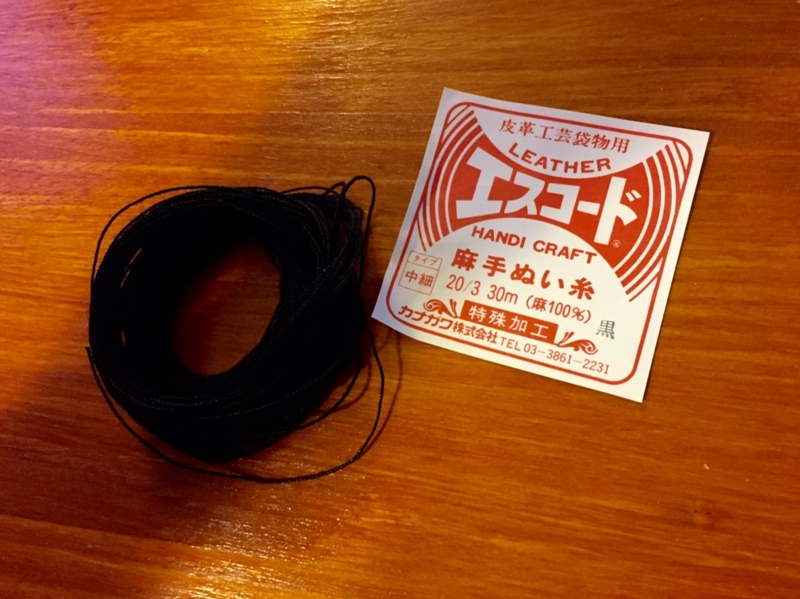 皮革工芸袋物用
LEATHER
エスコード®
HANDI CRAFT
タイプ
中細
麻手ぬい糸
20/3 30m (麻100%)
特殊加工
黒
カナガワ株式会社 TEL 03-3861-2231